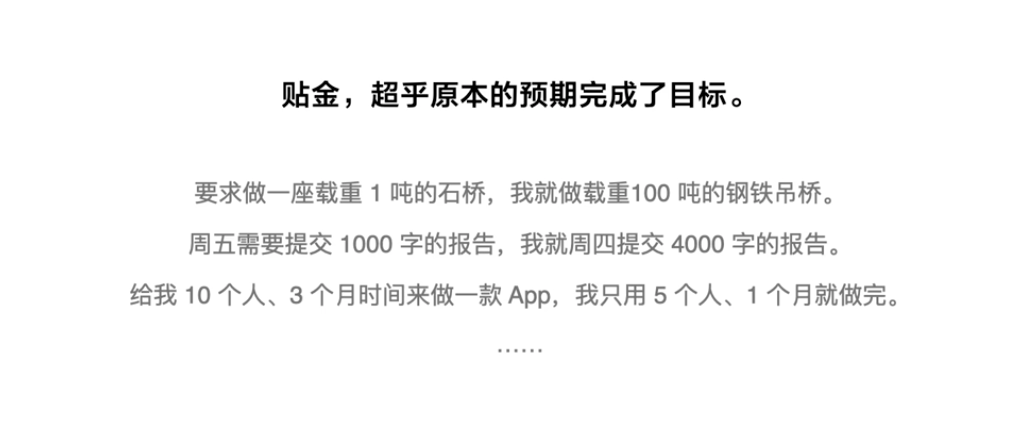 贴金，超乎原本的预期完成了目标。
要求做一座载重 1 吨的石桥，我就做载重100 吨的钢铁吊桥。
周五需要提交 1000 字的报告，我就周四提交 4000 字的报告。
给我 10 个人、3 个月时间来做一款 App，我只用 5 个人、1 个月就做完。
……